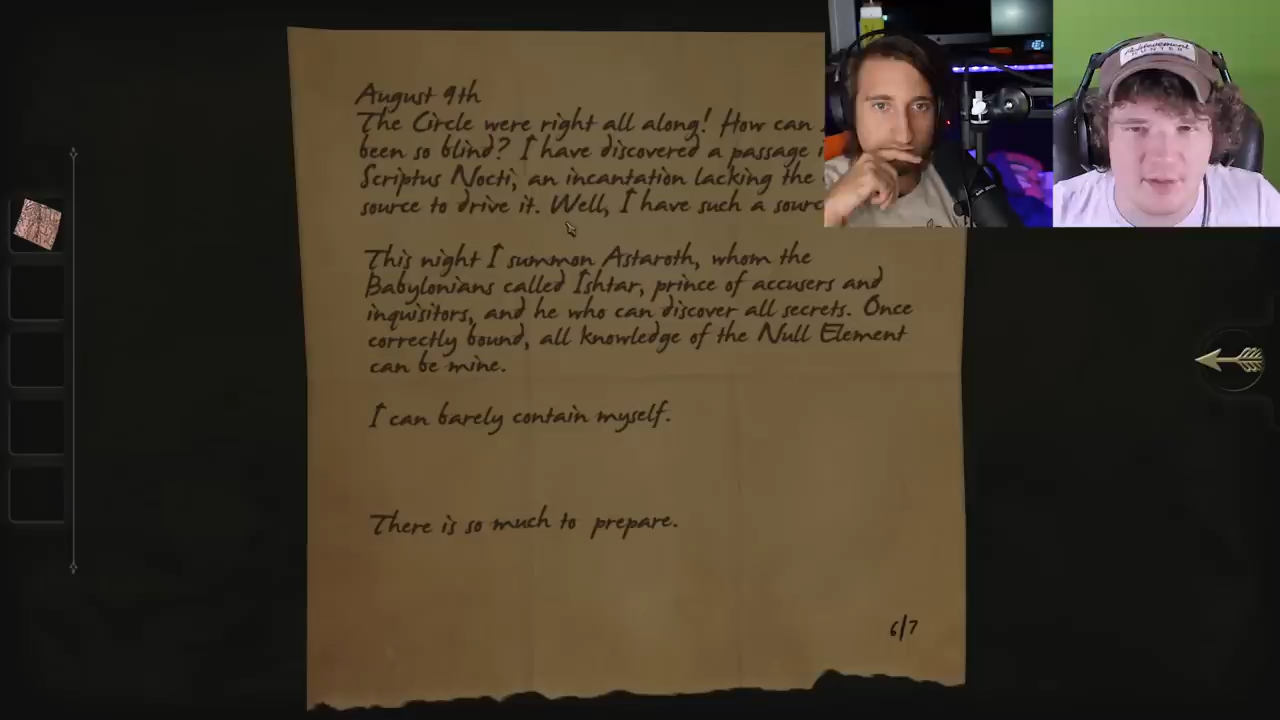 August 9th
The Circle were right all along! How can
been so blind? I have discovered a passage
Scriptus Nocti, an incantation lacking the
source to drive it. Well, I have such a
This night I summon Astaroth, whom the
Babylonians called Ishtar, prince of accusers and
inquisitors, and he who can discover all secrets. Once
correctly bound, all knowledge of the Null Element
can be mine.
I can barely contain myself.
There is so much to prepare.
6/7
Achievement
HUNTER